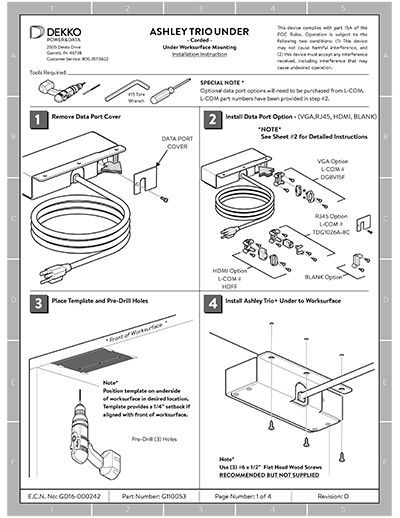 1 2 3 4 5
DEKKO
POWER&DATA
2505 Dekko Drive
Garrett, IN 46738
Customer Service: 800.357.5622
ASHLEY TRIO UNDER
- Corded -
Under Worksurface Mounting
Installation Instruction
This device complies with part 15A of the
FCC Rules. Operation is subject to the
following two conditions: (1) This device
may not cause harmful interference, and
(2) this device must accept any interference
received, including interference that may
cause undesired operation.
Tools Required
#15 Torx
Wrench
SPECIAL NOTE *
Optional data port options will need to be purchased from L-COM.
L-COM part numbers have been provided in step #2.
1 Remove Data Port Cover
DATA PORT
COVER
2 Install Data Port Option - (VGA,RJ45, HDMI, BLANK)
*NOTE*
See Sheet #2 for Detailed Instructions
VGA Option
L-COM #
DGBV15F
RJ45 Option
L-COM #
TDG1026A-8C
HDMI Option
L-COM #
HDFF
BLANK Option
3 Place Template and Pre-Drill Holes
* Front of Worksurface *
Note*
Position template on underside
of worksurface in desired location.
Template provides a 1/4" setback if
aligned with front of worksurface.
Pre-Drill (3) Holes
4 Install Ashley Trio+ Under to Worksurface
Note*
Use (3) #6 x 1/2" Flat Head Wood Screws
RECOMMENDED BUT NOT SUPPLIED
E.C.N. No: GD16-000242 Part Number: G110053 Page Number: 1 of 4 Revision: D
1 2 3 4 5